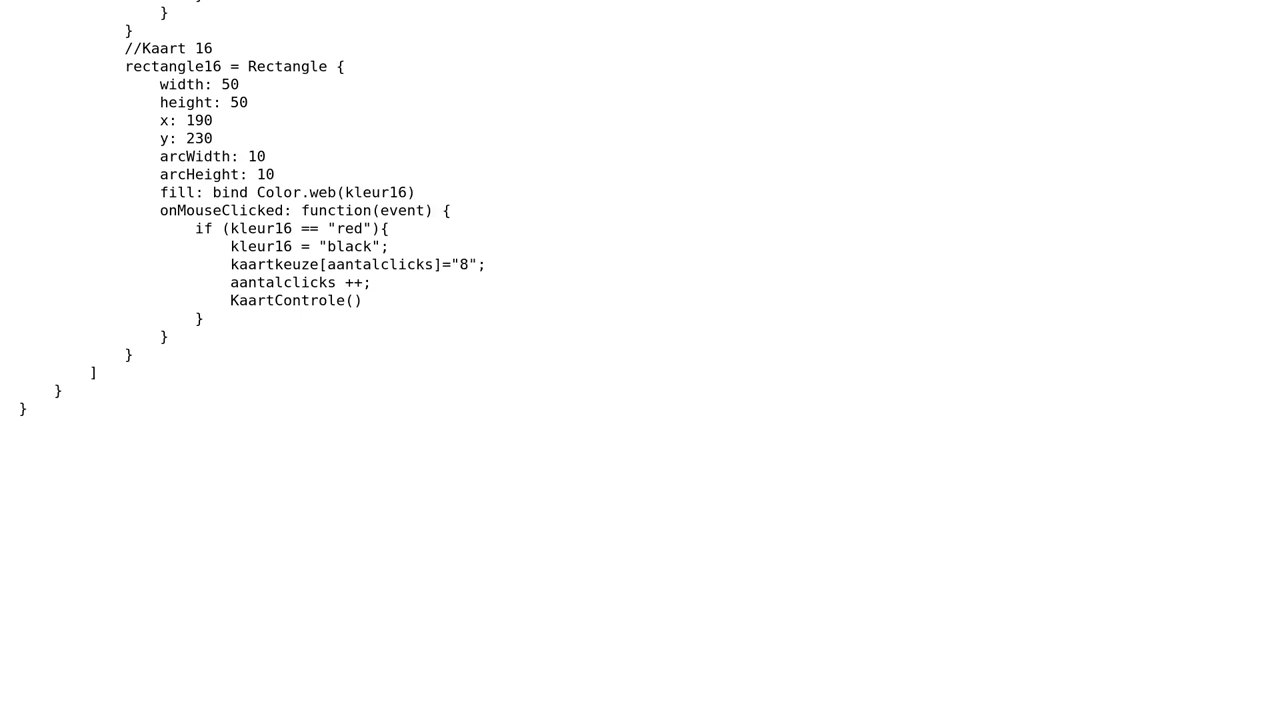 }
}
//Kaart 16
rectangle16 = Rectangle {
width: 50
height: 50
x: 190
y: 230
arcWidth: 10
arcHeight: 10
fill: bind Color.web(kleur16)
onMouseClicked: function(event) {
if (kleur16 == "red"){
kleur16 = "black";
kaartkeuze[aantalclicks]="8";
aantalclicks ++;
KaartControle()
}
}
}
]
}
}